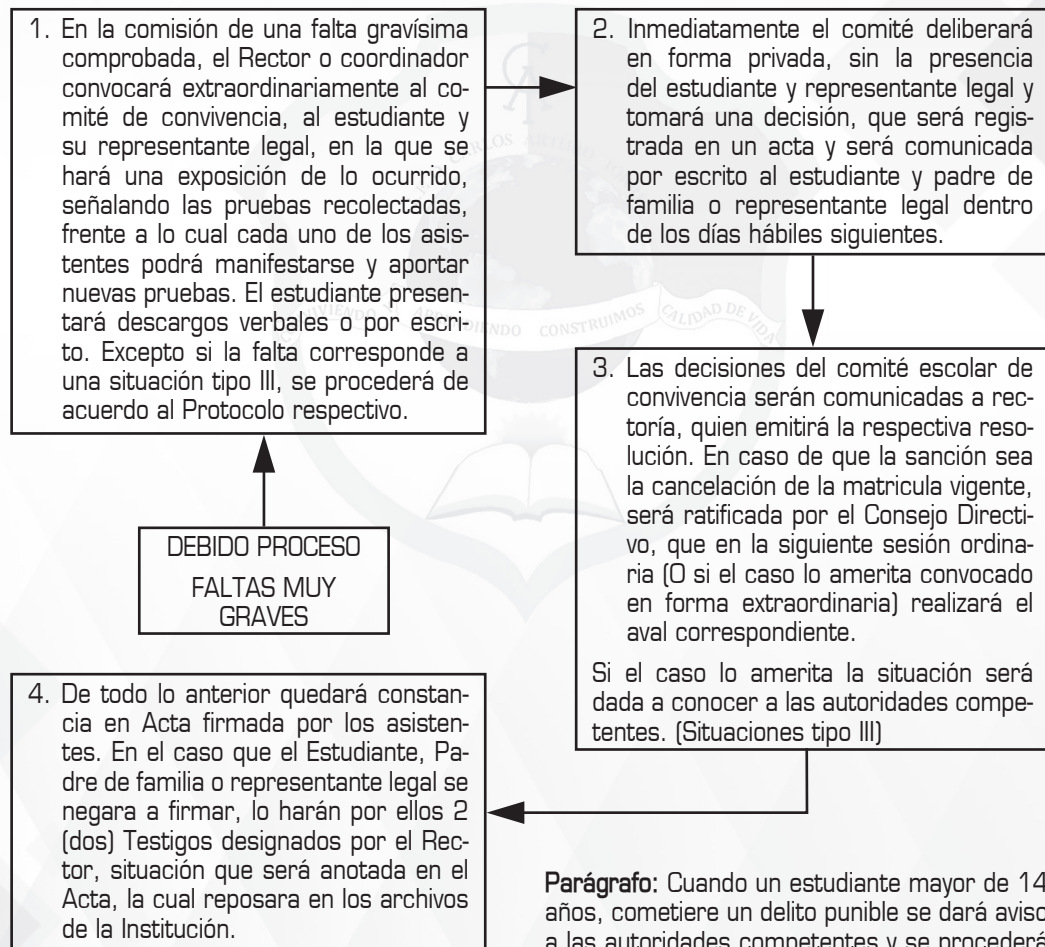 1. En la comisión de una falta gravísima
comprobada, el Rector o coordinador
convocará extraordinariamente al co-
mité de convivencia, al estudiante y
su representante legal, en la que se
hará una exposición de lo ocurrido,
señalando las pruebas recolectadas,
frente a lo cual cada uno de los asis-
tentes podrá manifestarse y aportar
nuevas pruebas. El estudiante presen-
tará descargos verbales o por escri-
to. Excepto si la falta corresponde a
una situación tipo III, se procederá de
acuerdo al Protocolo respectivo.
2. Inmediatamente el comité deliberará
en forma privada, sin la presencia
del estudiante y representante legal y
tomará una decisión, que será regis-
trada en un acta y será comunicada
por escrito al estudiante y padre de
familia o representante legal dentro
de los días hábiles siguientes.
DEBIDO PROCESO
FALTAS MUY
GRAVES
3. Las decisiones del comité escolar de
convivencia serán comunicadas a rec-
toría, quien emitirá la respectiva reso-
lución. En caso de que la sanción sea
la cancelación de la matricula vigente,
será ratificada por el Consejo Directi-
vo, que en la siguiente sesión ordina-
ria (O si el caso lo amerita convocado
en forma extraordinaria) realizará el
aval correspondiente.
Si el caso lo amerita la situación será
dada a conocer a las autoridades compe-
tentes. (Situaciones tipo III)
4. De todo lo anterior quedará constan-
cia en Acta firmada por los asisten-
tes. En el caso que el Estudiante, Pa-
dre de familia o representante legal se
negara a firmar, lo harán por ellos 2
(dos) Testigos designados por el Rec-
tor, situación que será anotada en el
Acta, la cual reposara en los archivos
de la Institución.
Parágrafo: Cuando un estudiante mayor de 14
años, cometiere un delito punible se dará aviso
a las autoridades competentes y se procederá
CONSTRUIMOS
CALIDAD DE VIDA